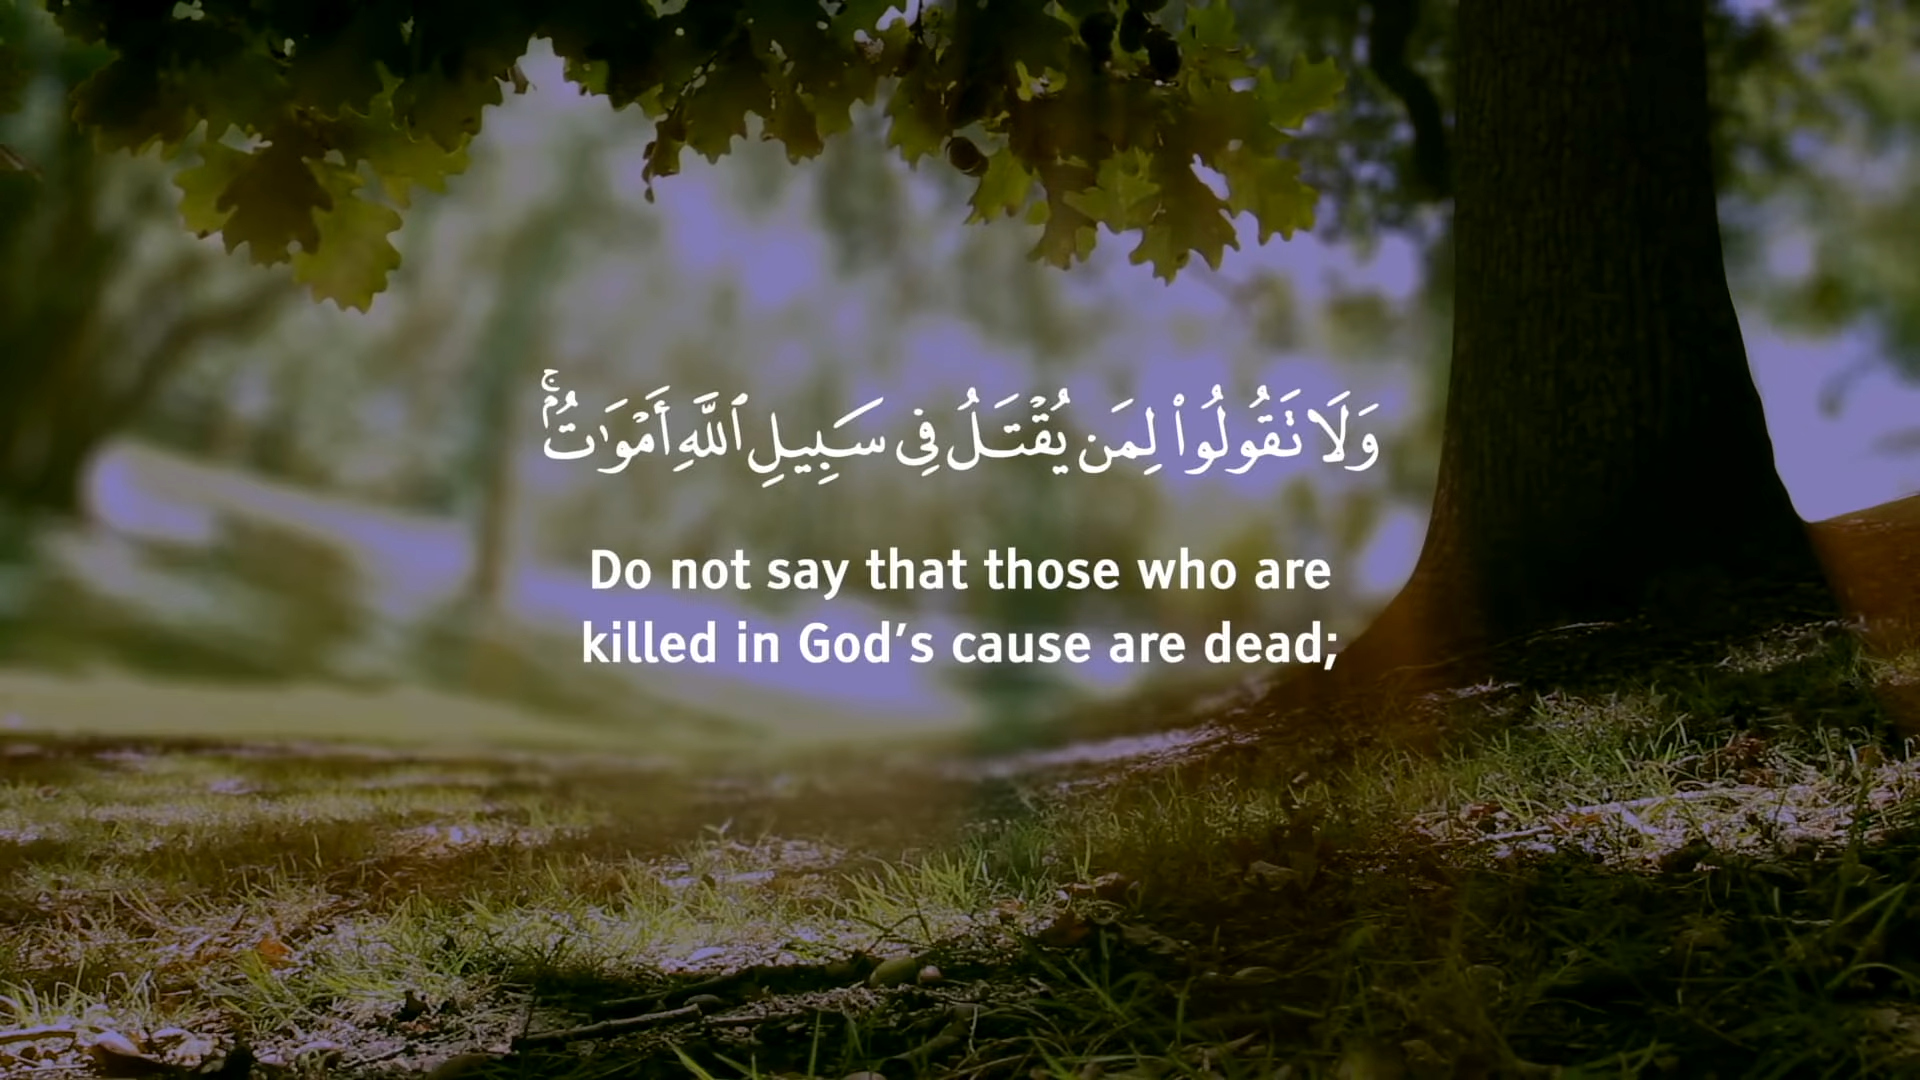 وَلَا تَقُولُوا۟ لِمَن يُقْتَلُ فِى سَبِيلِ ٱللَّهِ أَمْوَٰتٌۢ ۚ
Do not say that those who are
killed in God’s cause are dead;